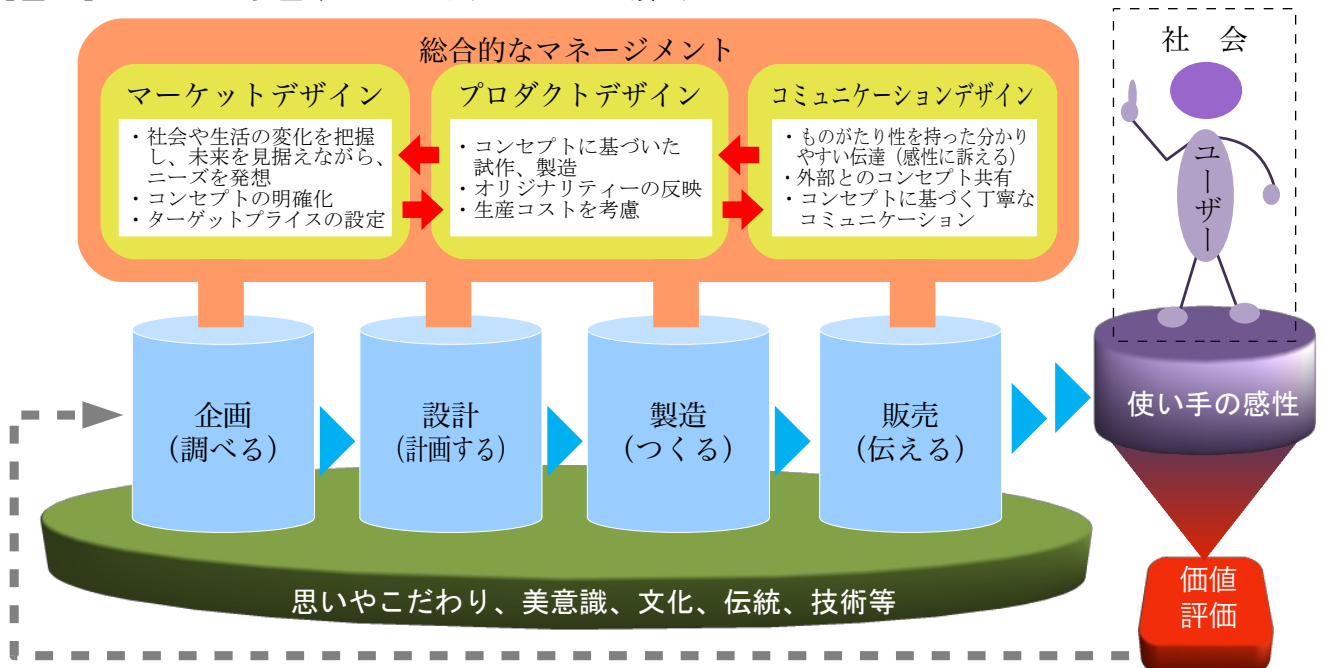 総合的なマネージメント
マーケットデザイン
・社会や生活の変化を把握
し、未来を見据えながら、
ニーズを発想
・コンセプトの明確化
・ターゲットプライスの設定
プロダクトデザイン
・コンセプトに基づいた
試作、製造
・オリジナリティーの反映
・生産コストを考慮
コミュニケーションデザイン
・ものがたり性を持った分かり
やすい伝達（感性に訴える）
・外部とのコンセプト共有
・コンセプトに基づく丁寧な
コミュニケーション
社　会
ユーザー
企画
（調べる）
設計
（計画する）
製造
（つくる）
販売
（伝える）
使い手の感性
思いやこだわり、美意識、文化、伝統、技術等
価値
評価